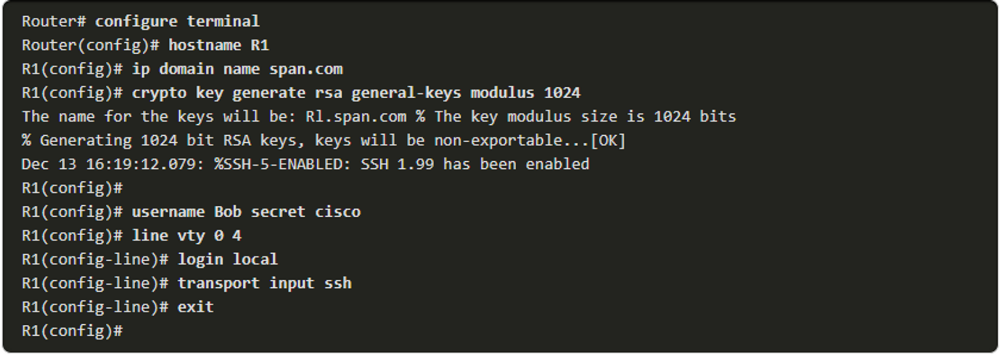 Router# configure terminal
Router(config)# hostname R1
R1(config)# ip domain name span.com
R1(config)# crypto key generate rsa general-keys modulus 1024
The name for the keys will be: Rl.span.com % The key modulus size is 1024 bits
% Generating 1024 bit RSA keys, keys will be non-exportable...[OK]
Dec 13 16:19:12.079: %SSH-5-ENABLED: SSH 1.99 has been enabled
R1(config)#
R1(config)# username Bob secret cisco
R1(config)# line vty 0 4
R1(config-line)# login local
R1(config-line)# transport input ssh
R1(config-line)# exit
R1(config)#